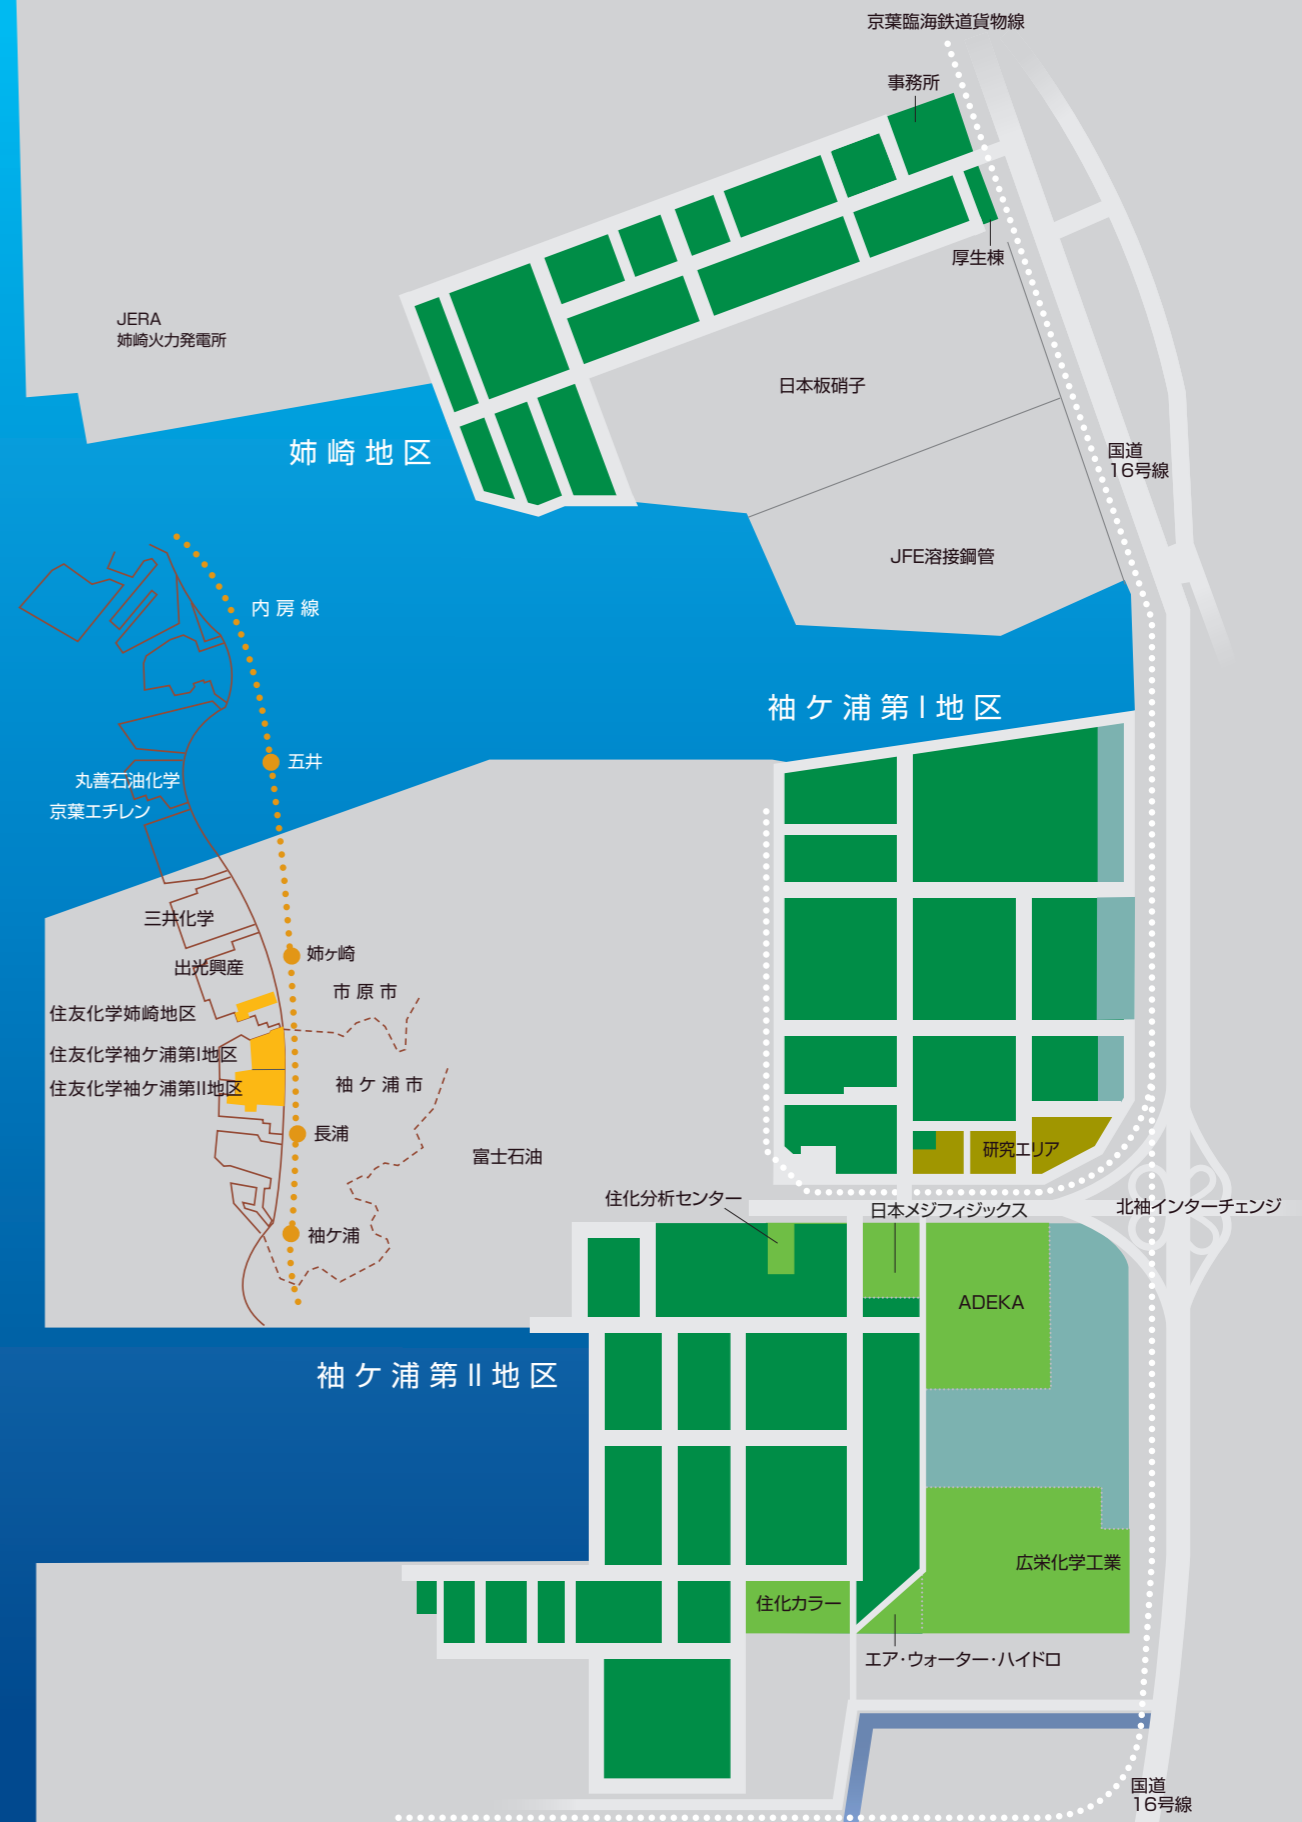 京葉臨海鉄道貨物線
事務所
厚生棟
JERA
姉崎火力発電所
日本板硝子
姉崎地区
国道
16号線
JFE溶接鋼管
内房線
袖ケ浦第Ⅰ地区
五井
丸善石油化学
京葉エチレン
三井化学
姉ヶ崎
出光興産
市原市
住友化学姉崎地区
住友化学袖ケ浦第Ⅰ地区
袖ケ浦市
住友化学袖ケ浦第Ⅱ地区
長浦
富士石油
研究エリア
住化分析センター
日本メジフィジックス
北袖インターチェンジ
袖ケ浦
ADEKA
袖ケ浦第Ⅱ地区
広栄化学工業
住化カラー
エア・ウォーター・ハイドロ
国道
16号線